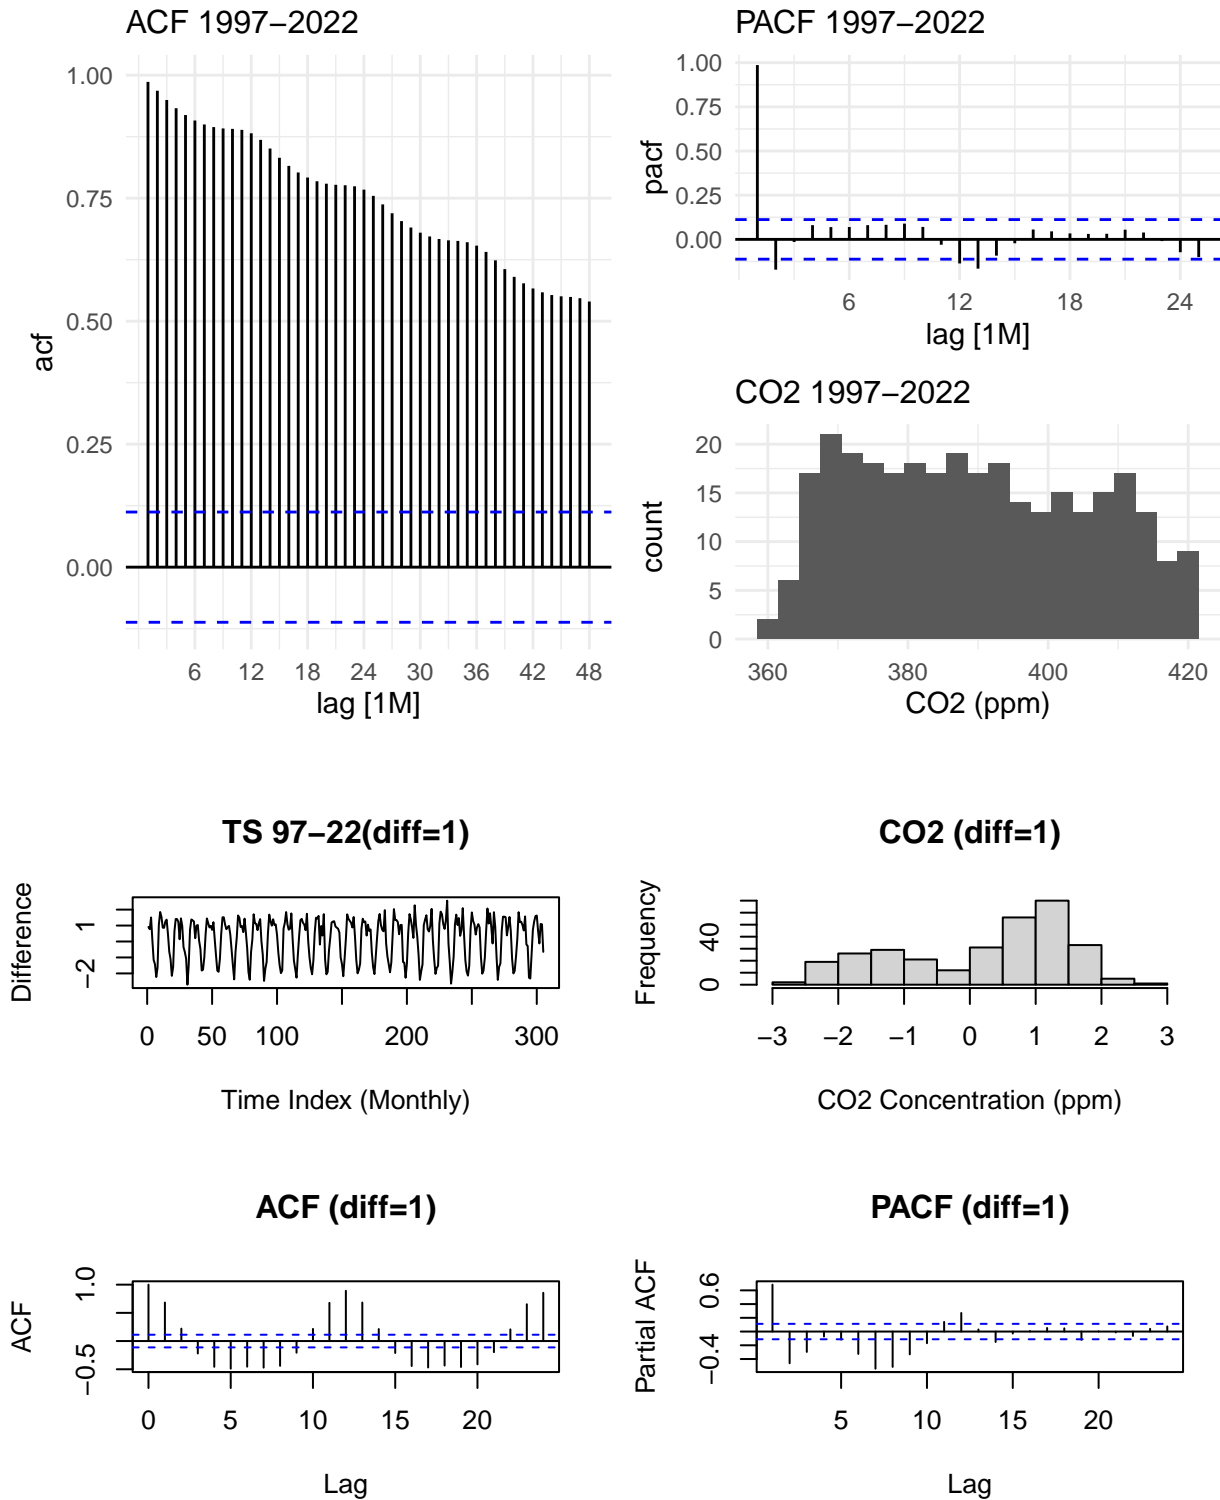 ACF 1997−2022
1.00
0.75
0.50
0.25
0.00
acf
6 12 18 24 30 36 42 48
lag [1M]
PACF 1997−2022
1.00
0.75
0.50
0.25
0.00
pacf
6 12 18 24
lag [1M]
CO2 1997−2022
20
15
10
5
0
count
360 380 400 420
CO2 (ppm)
TS 97−22(diff=1)
Difference
1
−2
0 50 100 200 300
Time Index (Monthly)
CO2 (diff=1)
Frequency
40
0
−3 −2 −1 0 1 2 3
CO2 Concentration (ppm)
ACF (diff=1)
ACF
1.0
−0.5
0 5 10 15 20
Lag
PACF (diff=1)
Partial ACF
0.6
−0.4
5 10 15 20
Lag